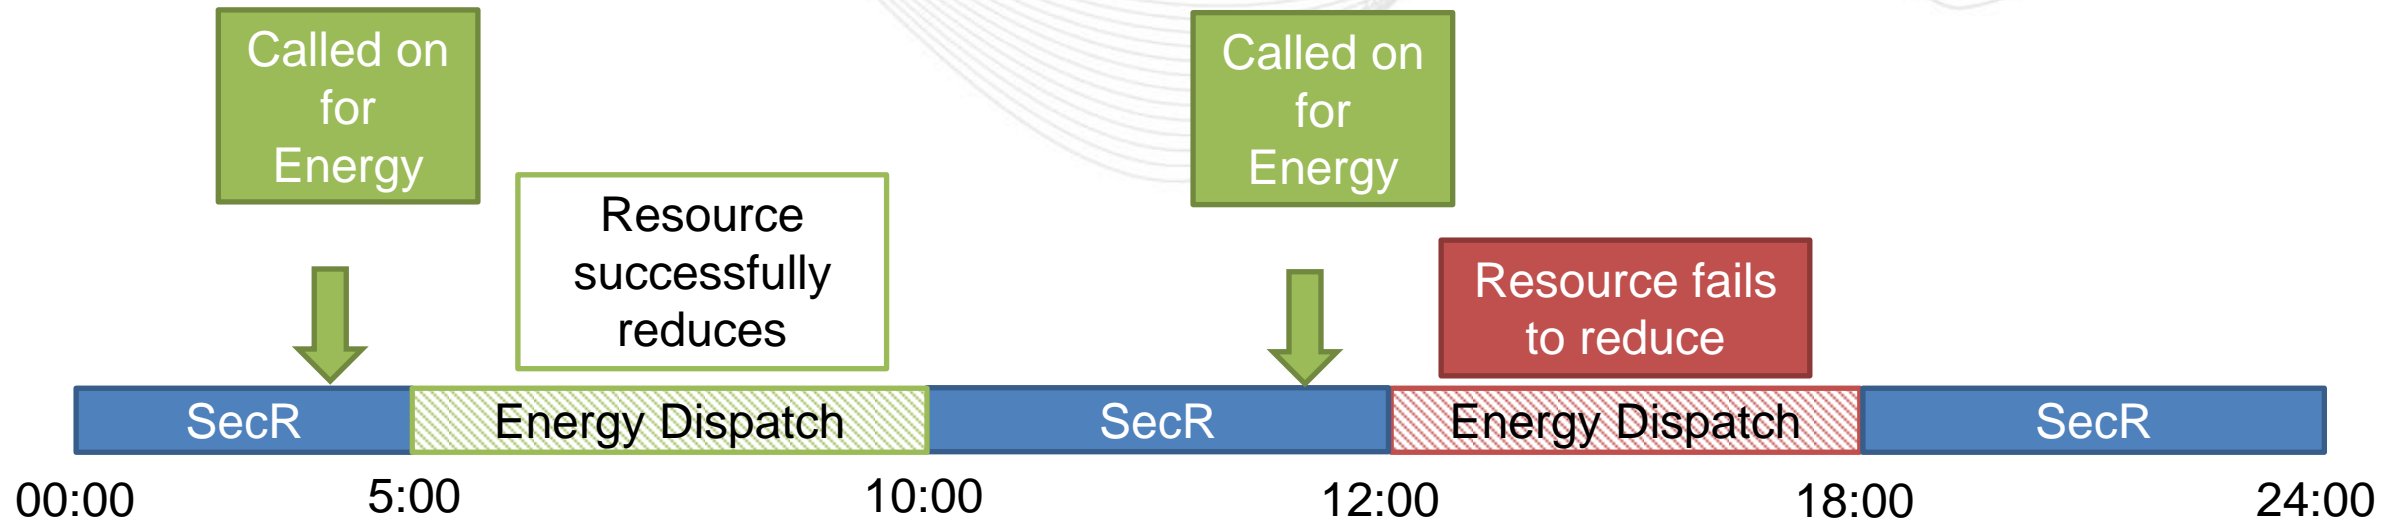 Called on
for
Energy
Called on
for
Energy
Resource
successfully
reduces
Resource fails
to reduce
SecR
Energy Dispatch
SecR
Energy Dispatch
SecR
00:00
5:00
10:00
12:00
18:00
24:00